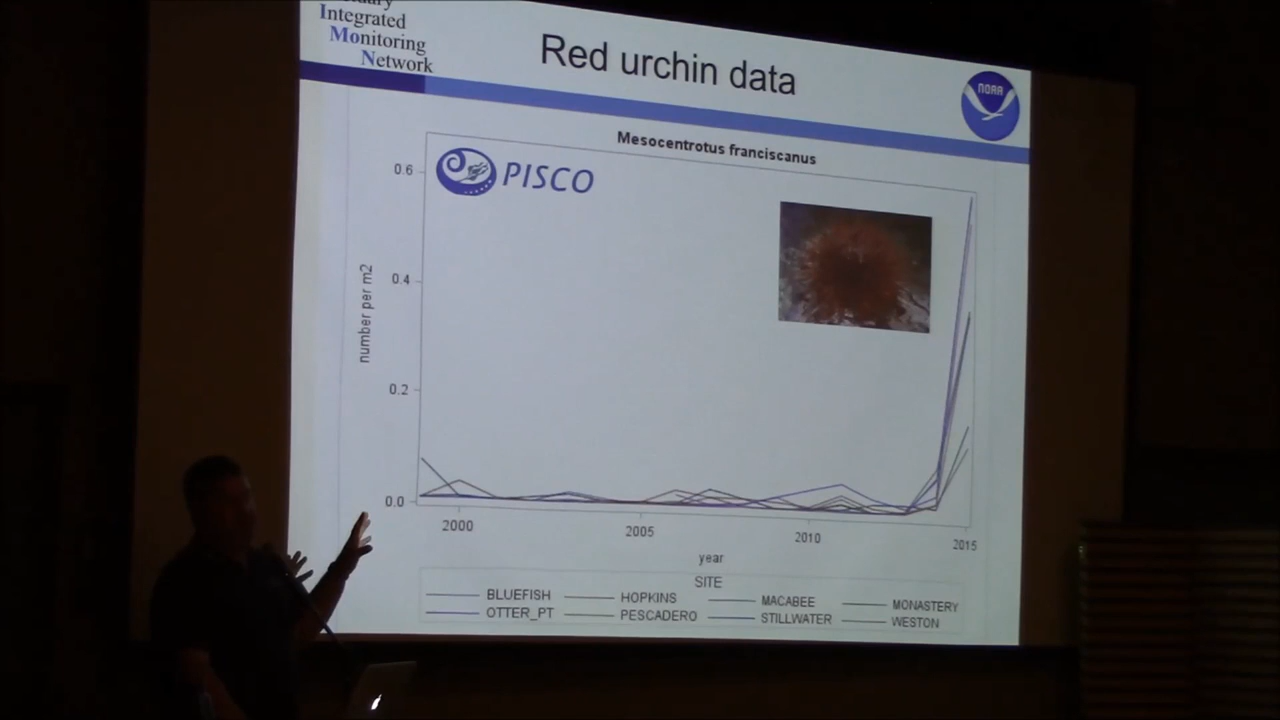 Integrated
Monitoring
Network
Red urchin data
NOAA
Mesocentrotus franciscanus
PISCO
0.6
0.4
0.2
0.0
number per m2
2000
2005
2010
2015
year
SITE
BLUEFISH HOPKINS MACABEE MONASTERY
OTTER_PT PESCADERO STILLWATER WESTON